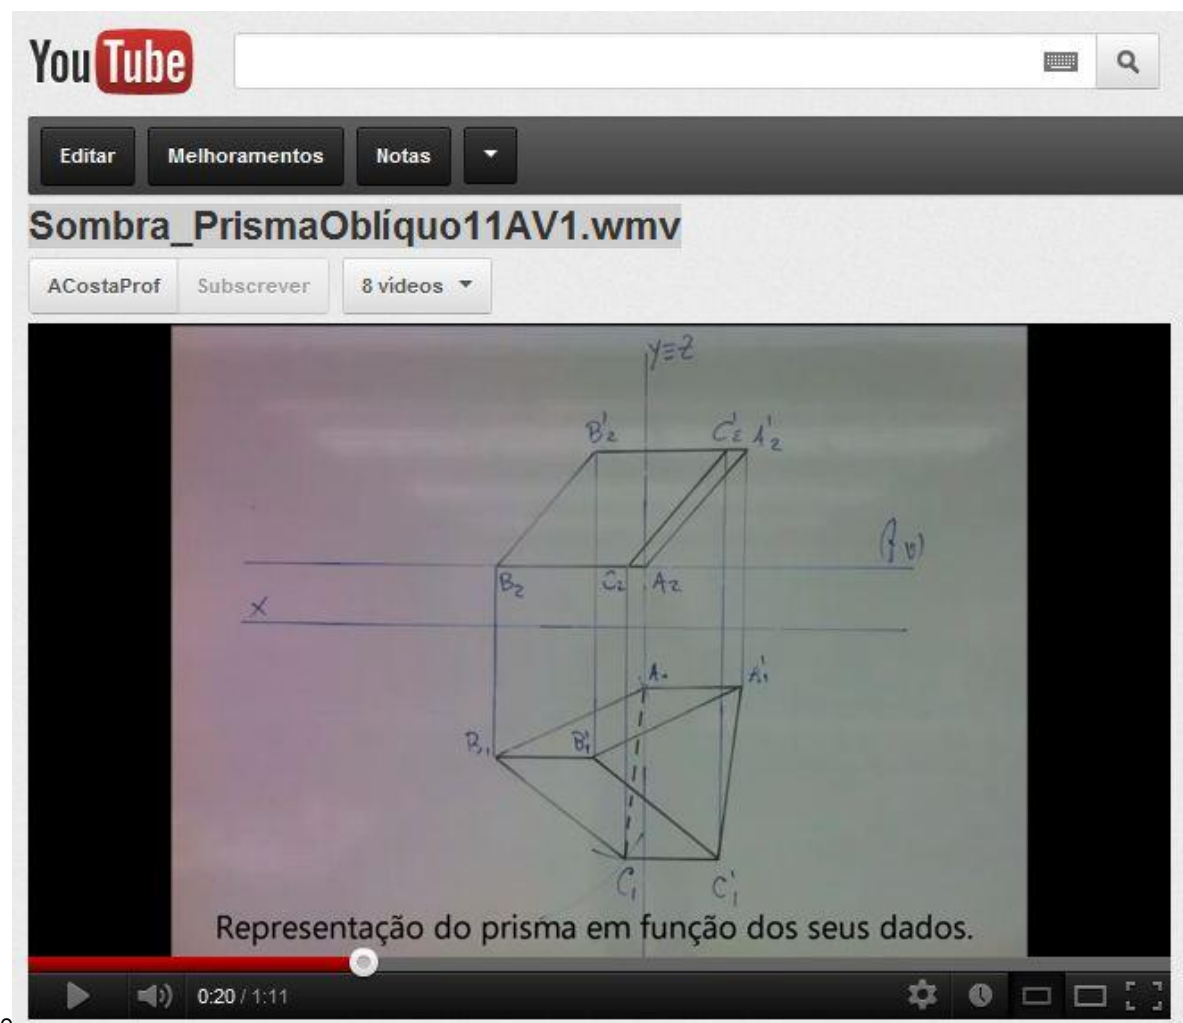 YouTube
Editar Melhoramentos Notas
Sombra_PrismaOblíquo11AV1.wmv
ACostaProf Subscrever 8 vídeos
Y≡Z
B'₂ C'₂ A'₂
B₂ C₂ A₂
X
A₁ A'₁
B₁ B'₁
C₁ C'₁
Representação do prisma em função dos seus dados.
0:20 / 1:11